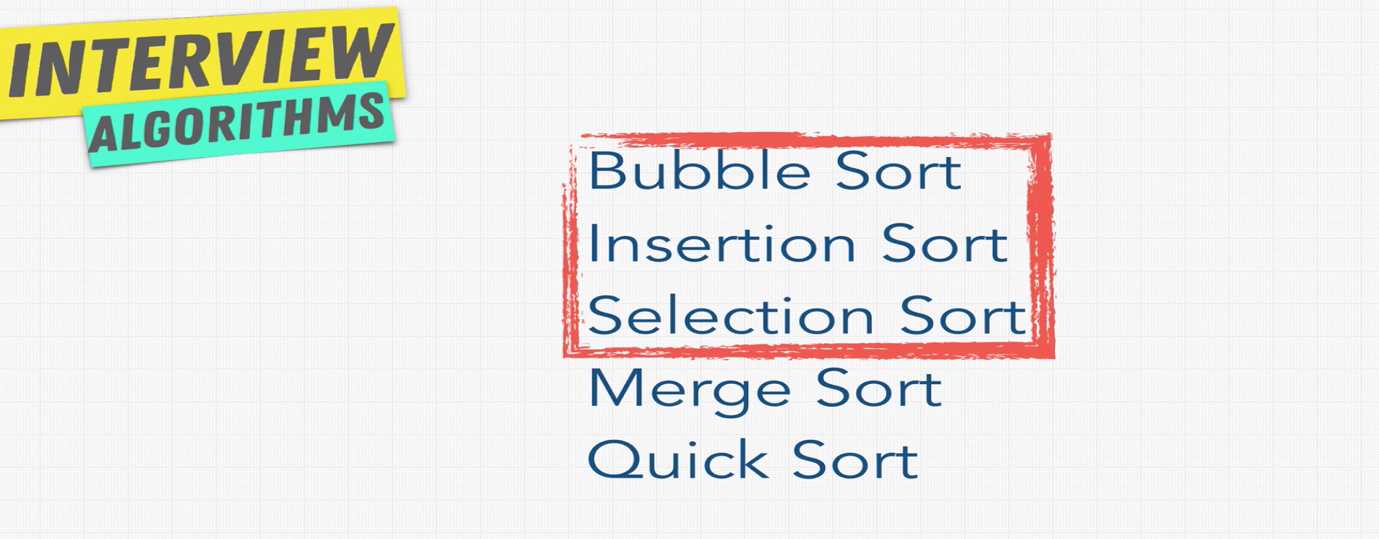 INTERVIEW
ALGORITHMS
Bubble Sort
Insertion Sort
Selection Sort
Merge Sort
Quick Sort